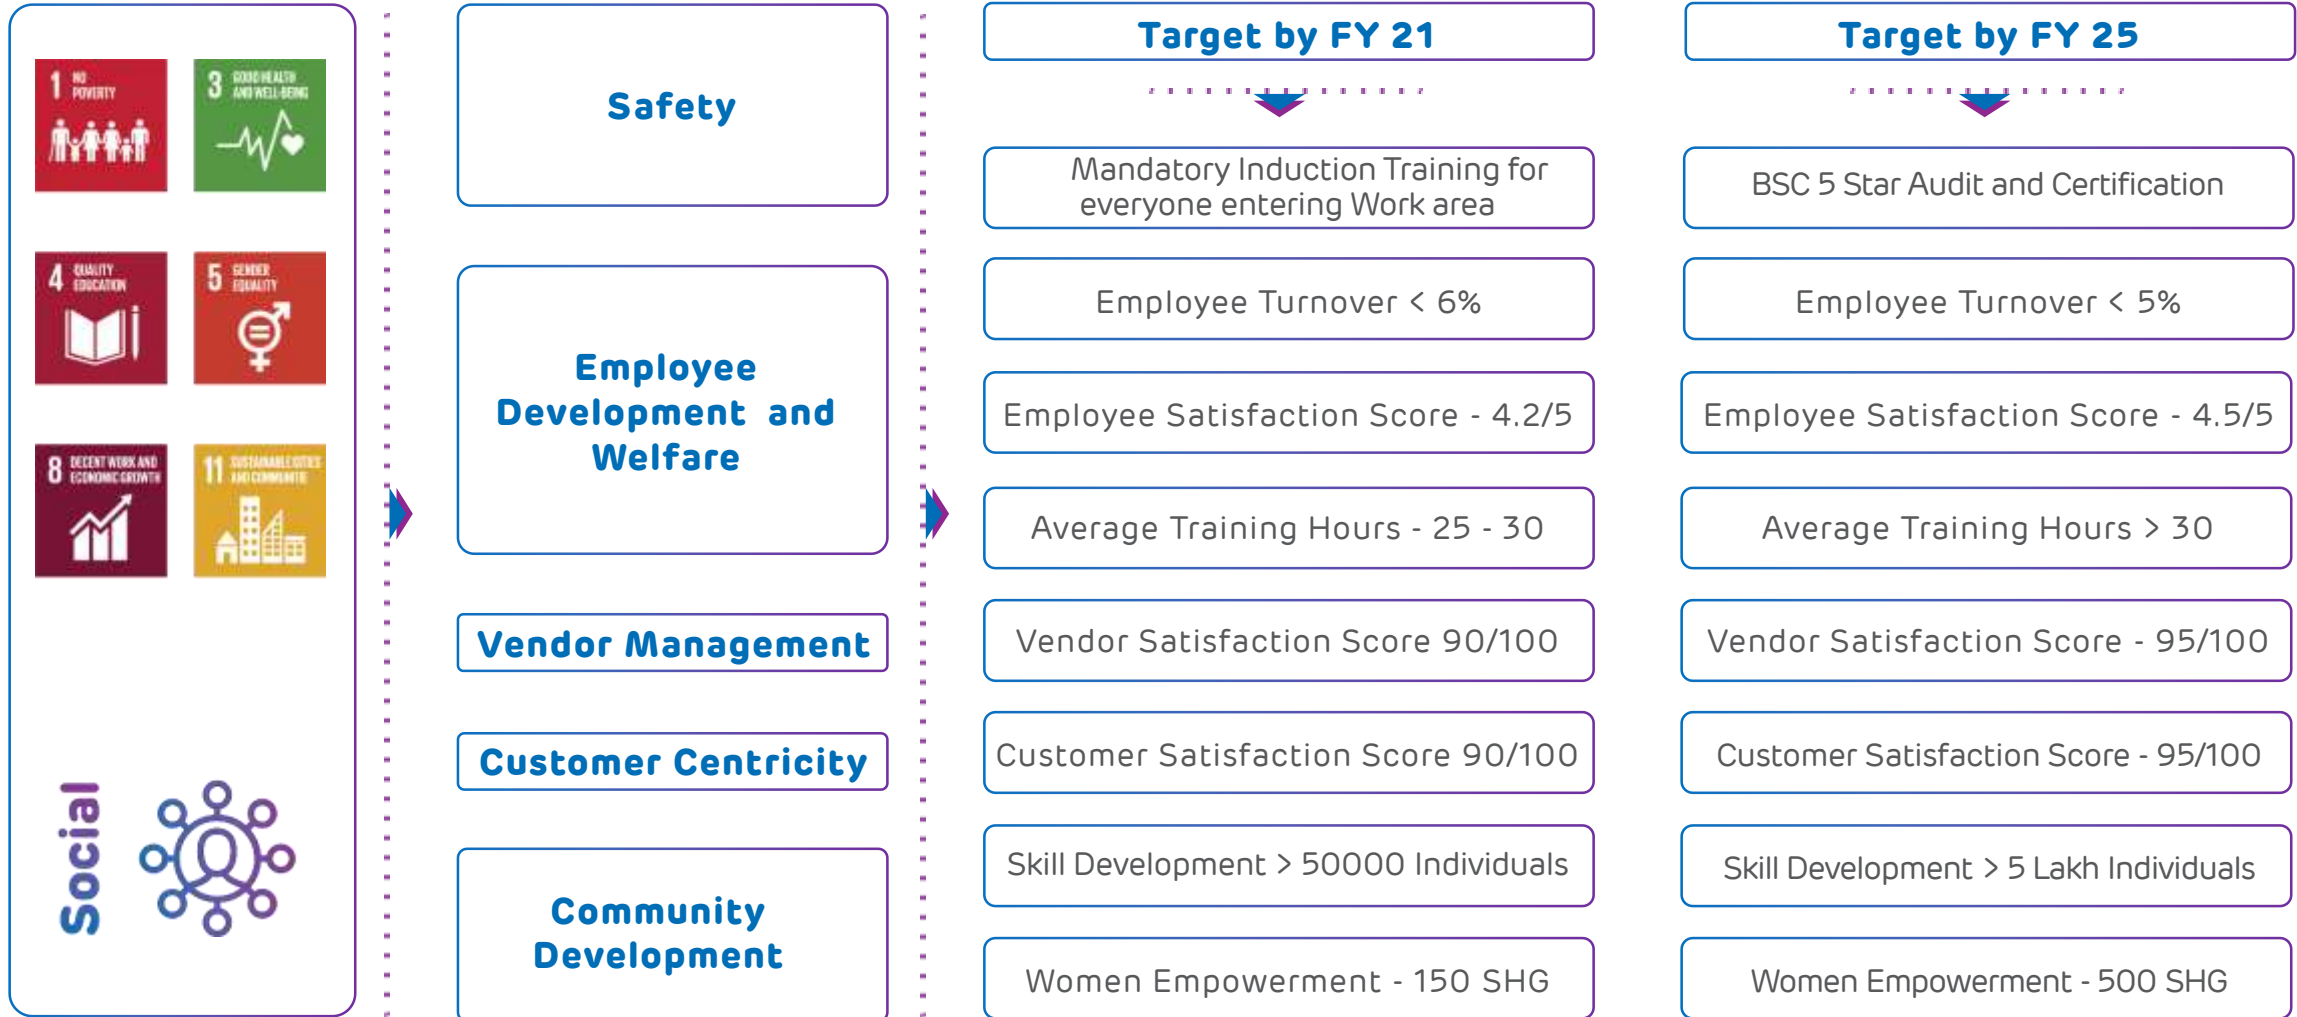 1 NO
POVERTY
3 GOOD HEALTH
AND WELL-BEING
4 QUALITY
EDUCATION
5 GENDER
EQUALITY
8 DECENT WORK AND
ECONOMIC GROWTH
11 SUSTAINABLE CITIES
AND COMMUNITIE
Social
Safety
Employee
Development and
Welfare
Vendor Management
Customer Centricity
Community
Development
Target by FY 21
Mandatory Induction Training for
everyone entering Work area
Employee Turnover < 6%
Employee Satisfaction Score - 4.2/5
Average Training Hours - 25 - 30
Vendor Satisfaction Score 90/100
Customer Satisfaction Score 90/100
Skill Development > 50000 Individuals
Women Empowerment - 150 SHG
Target by FY 25
BSC 5 Star Audit and Certification
Employee Turnover < 5%
Employee Satisfaction Score - 4.5/5
Average Training Hours > 30
Vendor Satisfaction Score - 95/100
Customer Satisfaction Score - 95/100
Skill Development > 5 Lakh Individuals
Women Empowerment - 500 SHG